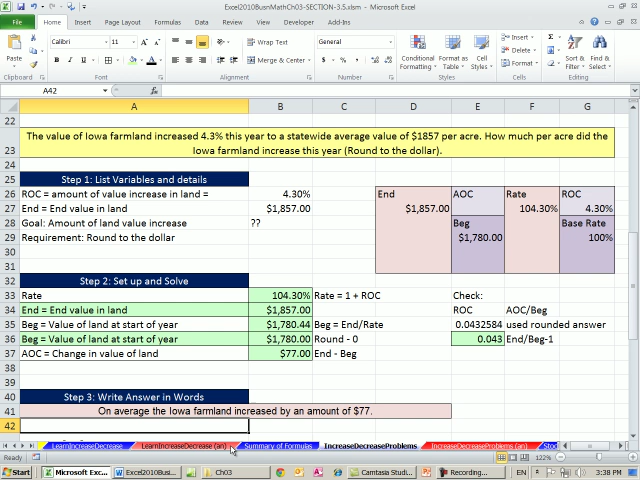 Excel2010BusnMathCh03-SECTION-3.5.xlsm - Microsoft Excel
File Home Insert Page Layout Formulas Data Review View Developer Add-Ins
Paste Calibri 11 Wrap Text General Conditional Formatting Format as Table Cell Styles Insert Delete Format Sort & Filter Find & Select
B I U Merge & Center $ % ,
Clipboard Font Alignment Number Styles Cells Editing
A42 fx
A B C D E F G
22
23 The value of Iowa farmland increased 4.3% this year to a statewide average value of $1857 per acre. How much per acre did the
Iowa farmland increase this year (Round to the dollar).
24
25 Step 1: List Variables and details
26 ROC = amount of value increase in land = 4.30% End AOC Rate ROC
27 End = End value in land $1,857.00 $1,857.00 104.30% 4.30%
28 Goal: Amount of land value increase ?? Beg Base Rate
29 Requirement: Round to the dollar $1,780.00 100%
30
31
32 Step 2: Set up and Solve
33 Rate 104.30% Rate = 1 + ROC Check:
34 End = End value in land $1,857.00 ROC AOC/Beg
35 Beg = Value of land at start of year $1,780.44 Beg = End/Rate 0.0432584 used rounded answer
36 Beg = Value of land at start of year $1,780.00 Round - 0 0.043 End/Beg-1
37 AOC = Change in value of land $77.00 End - Beg
38
39
40 Step 3: Write Answer in Words
41 On average the Iowa farmland increased by an amount of $77.
42
LearnIncreaseDecrease LearnIncreaseDecrease (an) Summary of Formulas IncreaseDecreaseProblems IncreaseDecreaseProblems (an) Stoc
Ready 122%
Start Microsoft Exc... Excel2010Busi... Ch03 Camtasia Studi... Recording... EN 3:38 PM